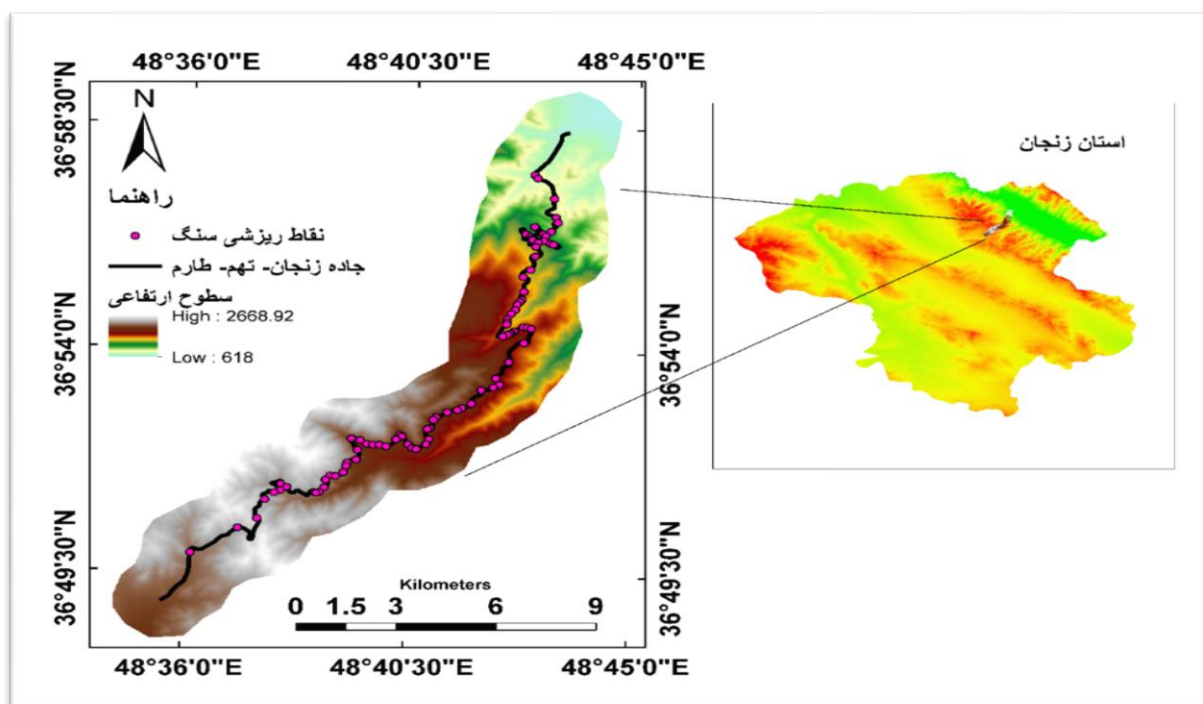 48°36'0"E 48°40'30"E 48°45'0"E
36°58'30"N
36°54'0"N
36°49'30"N
N
راهنما
نقاط ریزشی سنگ
جاده زنجان- تهم- طارم
سطوح ارتفاعی
High : 2668.92
Low : 618
Kilometers
0 1.5 3 6 9
36°54'0"N
36°49'30"N
48°36'0"E 48°40'30"E 48°45'0"E
استان زنجان